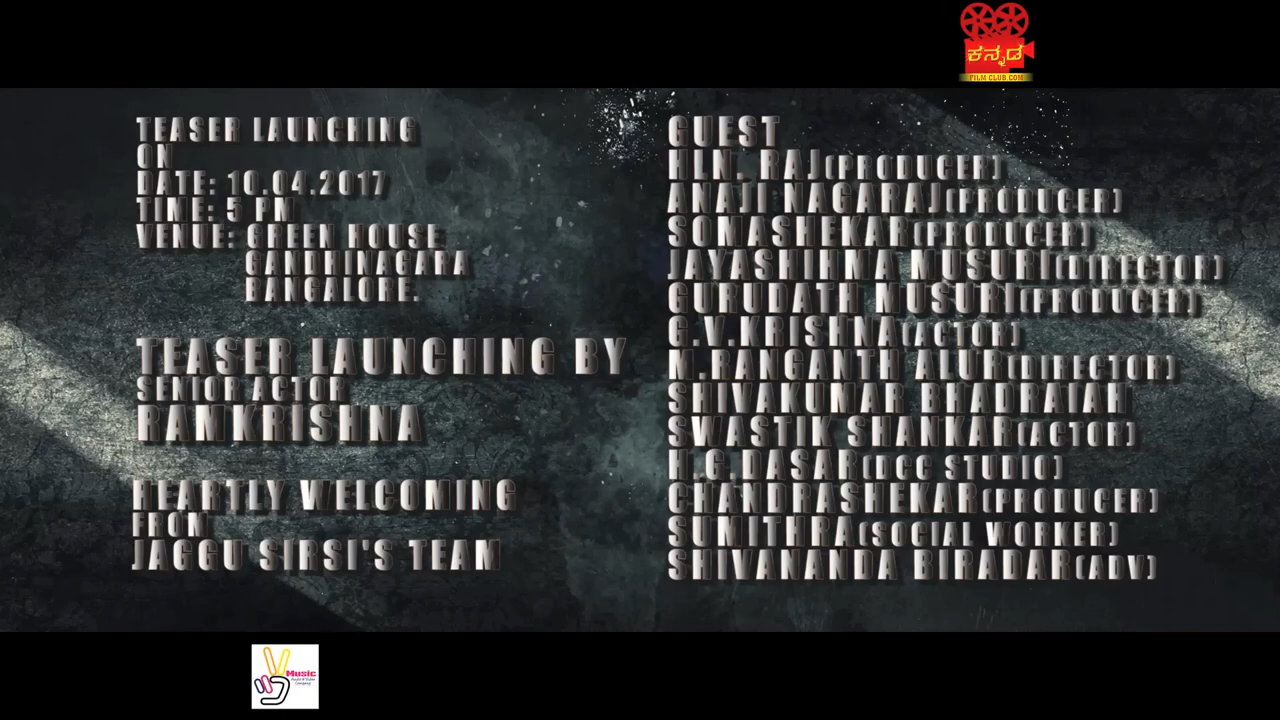 ಕನ್ನಡ
FILM CLUB.COM
TEASER LAUNCHING
ON
DATE: 10.04.2017
TIME: 5 PM
VENUE: GREEN HOUSE
GANDHINAGARA
BANGALORE.
TEASER LAUNCHING BY
SENIOR ACTOR
RAMKRISHNA
HEARTLY WELCOMING
FROM
JAGGU SIRSI'S TEAM
GUEST
HLN. RAJ(PRODUCER)
ANAJI NAGARAJ(PRODUCER)
SOMASHEKAR(PRODUCER)
JAYASHIHMA MUSURI(DIRECTOR)
GURUDATH MUSURI(PRODUCER)
G.V.KRISHNA(ACTOR)
M.RANGANTH ALUR(DIRECTOR)
SHIVAKUMAR BHADRAIAH
SWASTIK SHANKAR(ACTOR)
H.G.DASAR(DCC STUDIO)
CHANDRASHEKAR(PRODUCER)
SUMITHRA(SOCIAL WORKER)
SHIVANANDA BIRADAR(ADV)
Music
Audio & Video
Company